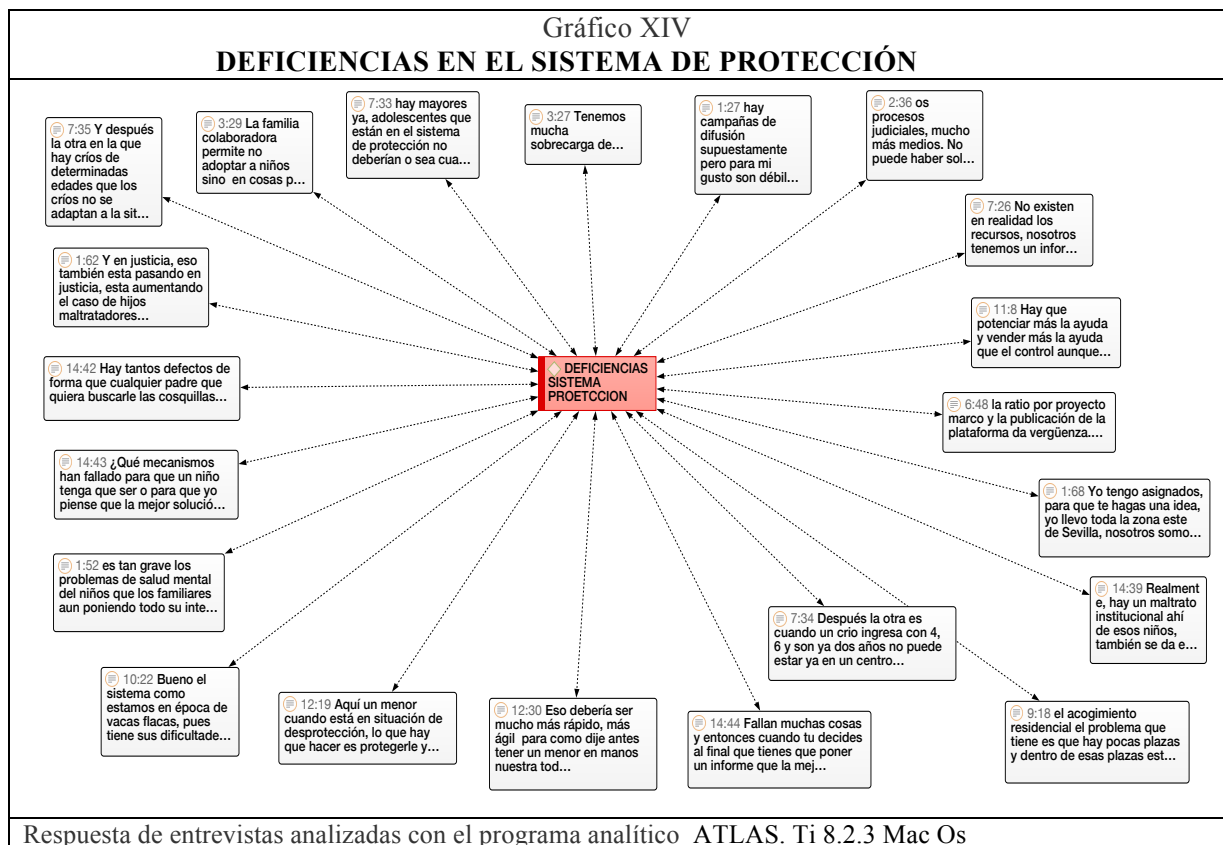 Gráfico XIV
DEFICIENCIAS EN EL SISTEMA DE PROTECCIÓN
7:35 Y después
la otra en la que
hay críos de
determinadas
edades que los
críos no se
adaptan a la sit…
3:29 La familia
colaboradora
permite no
adoptar a niños
sino en cosas p…
7:33 hay mayores
ya, adolescentes que
están en el sistema
de protección no
deberían o sea cua…
3:27 Tenemos
mucha
sobrecarga de…
1:27 hay
campañas de
difusión
supuestamente
pero para mi
gusto son débil…
2:36 os
procesos
judiciales, mucho
más medios. No
puede haber sol…
7:26 No existen
en realidad los
recursos, nosotros
tenemos un infor…
1:62 Y en justicia, eso
también esta pasando en
justicia, esta aumentando
el caso de hijos
maltratadores…
11:8 Hay que
potenciar más la ayuda
y vender más la ayuda
que el control aunque…
14:42 Hay tantos defectos de
forma que cualquier padre que
quiera buscarle las cosquillas…
DEFICIENCIAS
SISTEMA
PROETCCION
6:48 la ratio por proyecto
marco y la publicación de la
plataforma da vergüenza.…
14:43 ¿Qué mecanismos
han fallado para que un niño
tenga que ser o para que yo
piense que la mejor solució…
1:68 Yo tengo asignados,
para que te hagas una idea,
yo llevo toda la zona este
de Sevilla, nosotros somo…
1:52 es tan grave los
problemas de salud mental
del niños que los familiares
aun poniendo todo su inte…
14:39 Realment
e, hay un maltrato
institucional ahí
de esos niños,
también se da e…
7:34 Después la otra es
cuando un crio ingresa con 4,
6 y son ya dos años no puede
estar ya en un centro…
10:22 Bueno el
sistema como
estamos en época de
vacas flacas, pues
tiene sus dificultade…
12:19 Aquí un menor
cuando está en situación de
desprotección, lo que hay
que hacer es protegerle y…
12:30 Eso debería ser
mucho más rápido, más
ágil para como dije antes
tener un menor en manos
nuestra tod…
14:44 Fallan muchas cosas
y entonces cuando tu decides
al final que tienes que poner
un informe que la mej…
9:18 el acogimiento
residencial el problema que
tiene es que hay pocas plazas
y dentro de esas plazas est…
Respuesta de entrevistas analizadas con el programa analítico ATLAS. Ti 8.2.3 Mac Os